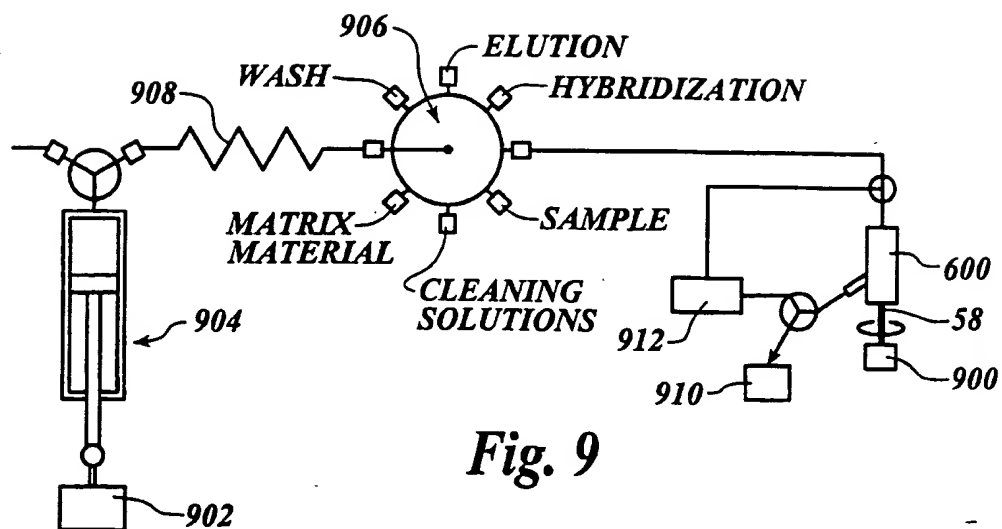 906
ELUTION
WASH
HYBRIDIZATION
908
MATRIX
MATERIAL
SAMPLE
CLEANING
SOLUTIONS
600
904
912
58
910
900
Fig. 9
902